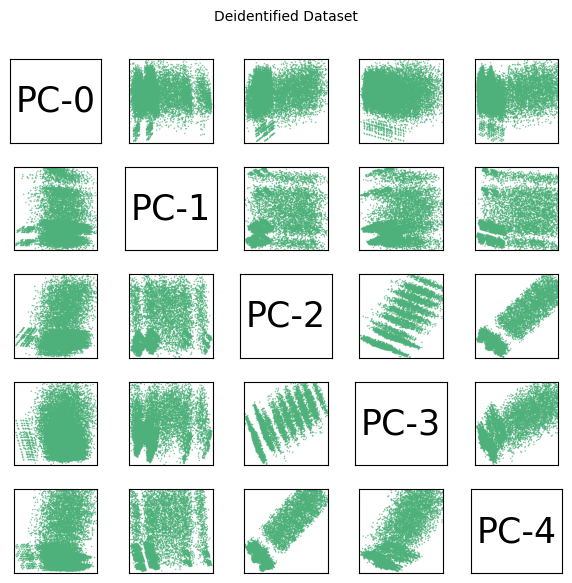 Deidentified Dataset
PC-0
PC-1
PC-2
PC-3
PC-4